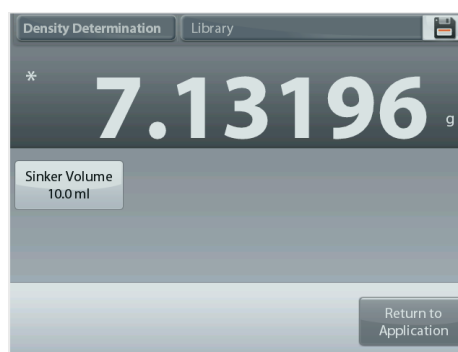 Density Determination Library
* 7.13196 g
Sinker Volume
10.0 ml
Return to
Application